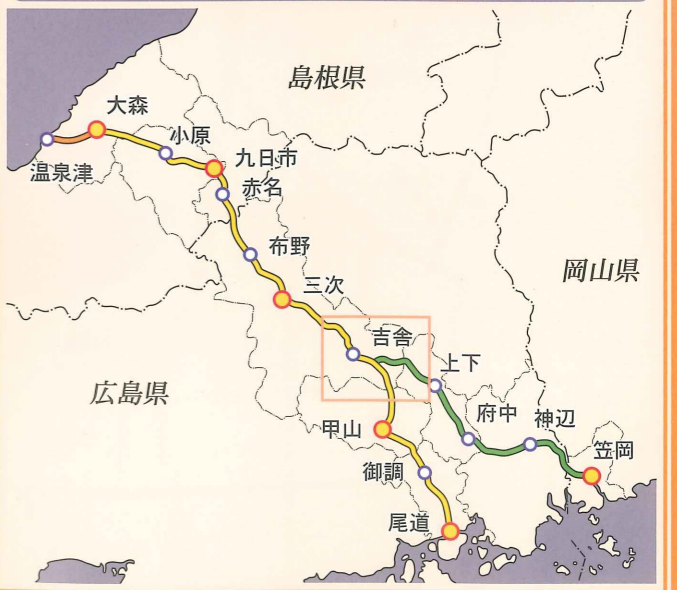 島根県
大森
小原
九日市
温泉津
赤名
布野
岡山県
三次
吉舎
上下
広島県
府中
神辺
甲山
笠岡
御調
尾道